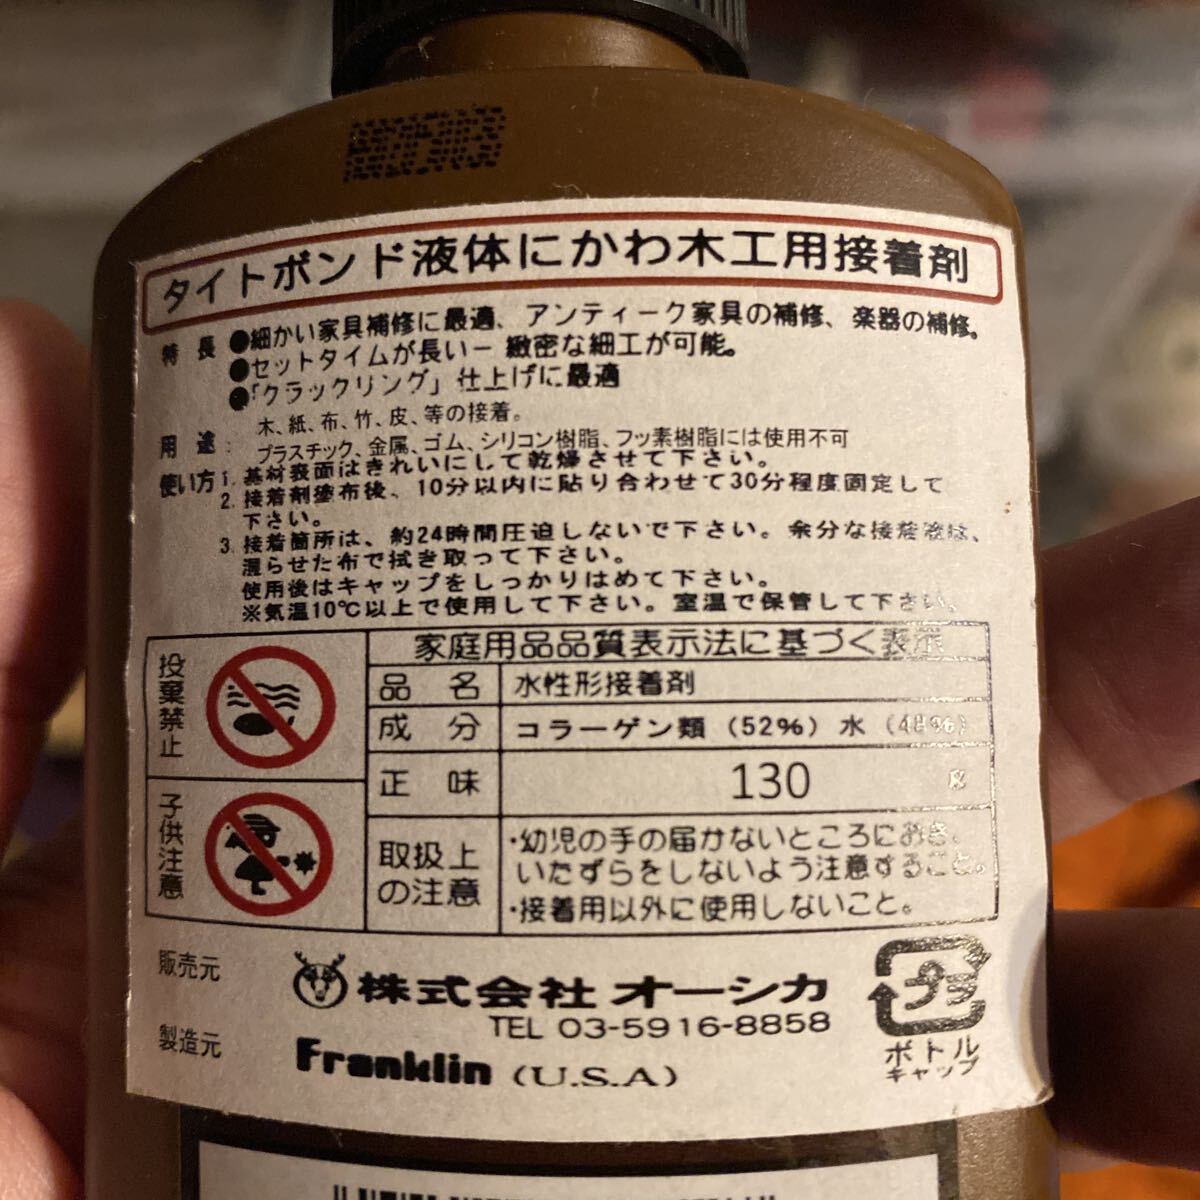 タイトボンド液体にかわ木工用接着剤
特長 ●細かい家具補修に最適、アンティーク家具の補修、楽器の補修。
●セットタイムが長い－ 緻密な細工が可能。
●「クラックリング」仕上げに最適
用途: 木、紙、布、竹、皮、等の接着。
プラスチック、金属、ゴム、シリコン樹脂、フッ素樹脂には使用不可
使い方 1. 基材表面はきれいにして乾燥させて下さい。
2. 接着剤塗布後、10分以内に貼り合わせて30分程度固定して
下さい。
3. 接着箇所は、約24時間圧迫しないで下さい。余分な接着液は、
湿らせた布で拭き取って下さい。
使用後はキャップをしっかりはめて下さい。
※気温10℃以上で使用して下さい。室温で保管して下さい。
家庭用品品質表示法に基づく表示
投棄禁止
品名 水性形接着剤
成分 コラーゲン類(52%)水(48%)
正味 130 g
子供注意
取扱上の注意
・幼児の手の届かないところにおき、
いたずらをしないよう注意すること。
・接着用以外に使用しないこと。
販売元 株式会社オーシカ
TEL 03-5916-8858
製造元 Franklin (U.S.A)
プラ
ボトル
キャップ